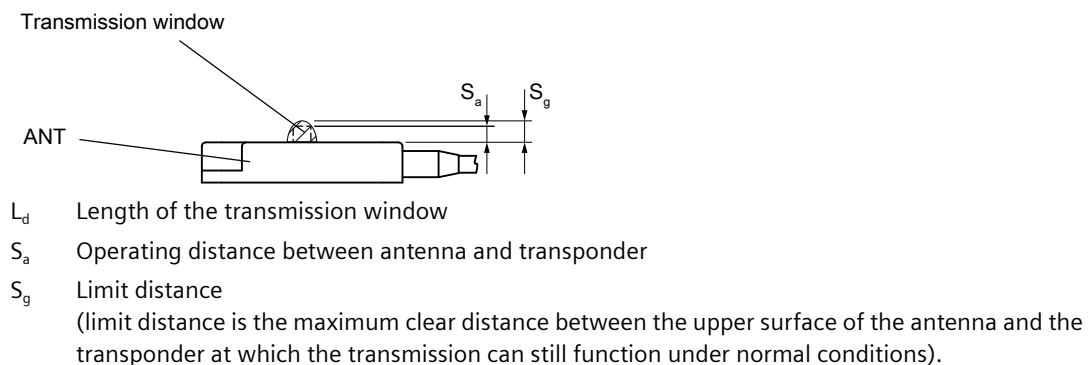 Transmission window
Sa Sg
ANT
Ld Length of the transmission window
Sa Operating distance between antenna and transponder
Sg Limit distance
(limit distance is the maximum clear distance between the upper surface of the antenna and the
transponder at which the transmission can still function under normal conditions).